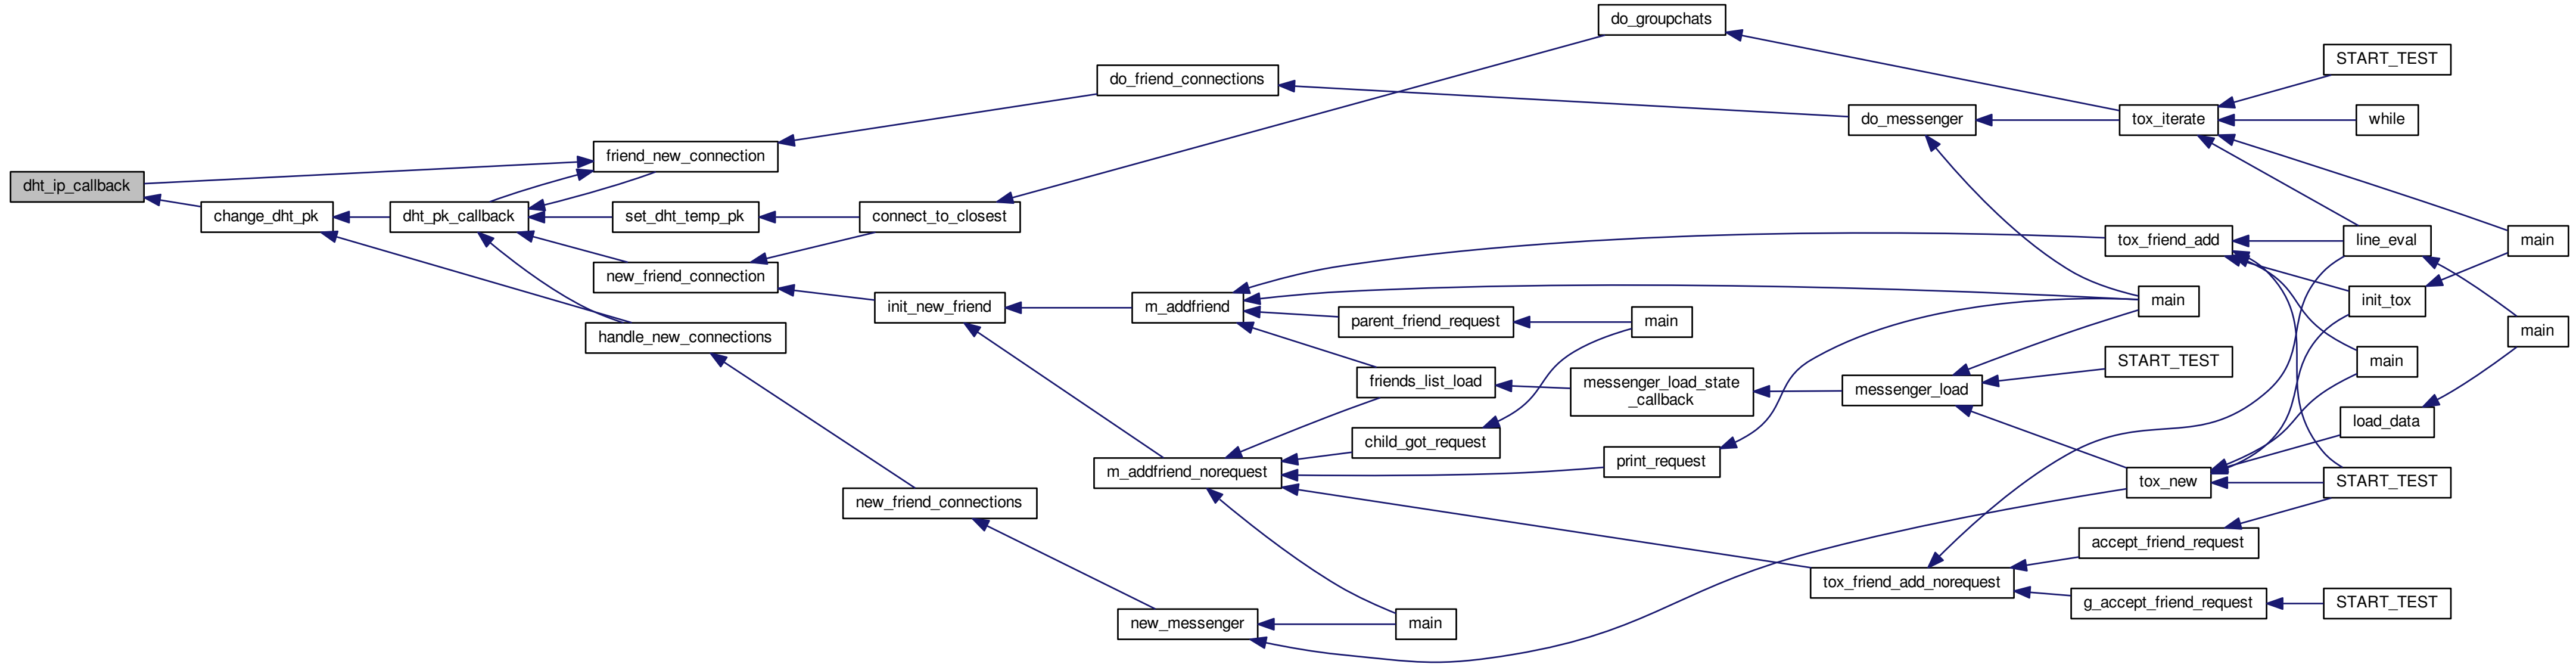 do_groupchats
START_TEST
do_friend_connections
do_messenger
tox_iterate
while
friend_new_connection
dht_ip_callback
change_dht_pk
dht_pk_callback
set_dht_temp_pk
connect_to_closest
tox_friend_add
line_eval
main
new_friend_connection
init_new_friend
m_addfriend
main
init_tox
parent_friend_request
main
main
handle_new_connections
START_TEST
main
friends_list_load
messenger_load_state
_callback
messenger_load
load_data
child_got_request
print_request
m_addfriend_norequest
tox_new
START_TEST
new_friend_connections
accept_friend_request
tox_friend_add_norequest
g_accept_friend_request
START_TEST
new_messenger
main